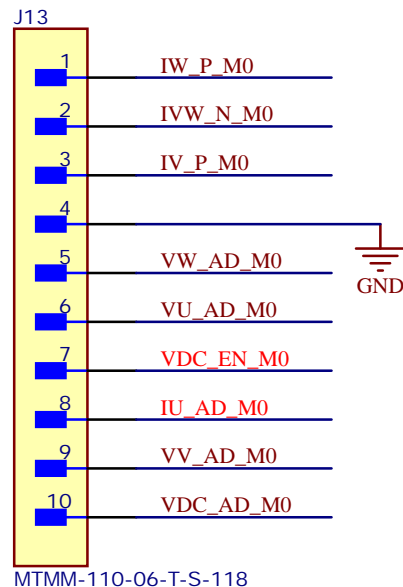 J13
1 IW_P_M0
2 IVW_N_M0
3 IV_P_M0
4
GND
5 VW_AD_M0
6 VU_AD_M0
7 VDC_EN_M0
8 IU_AD_M0
9 VV_AD_M0
10 VDC_AD_M0
MTMM-110-06-T-S-118